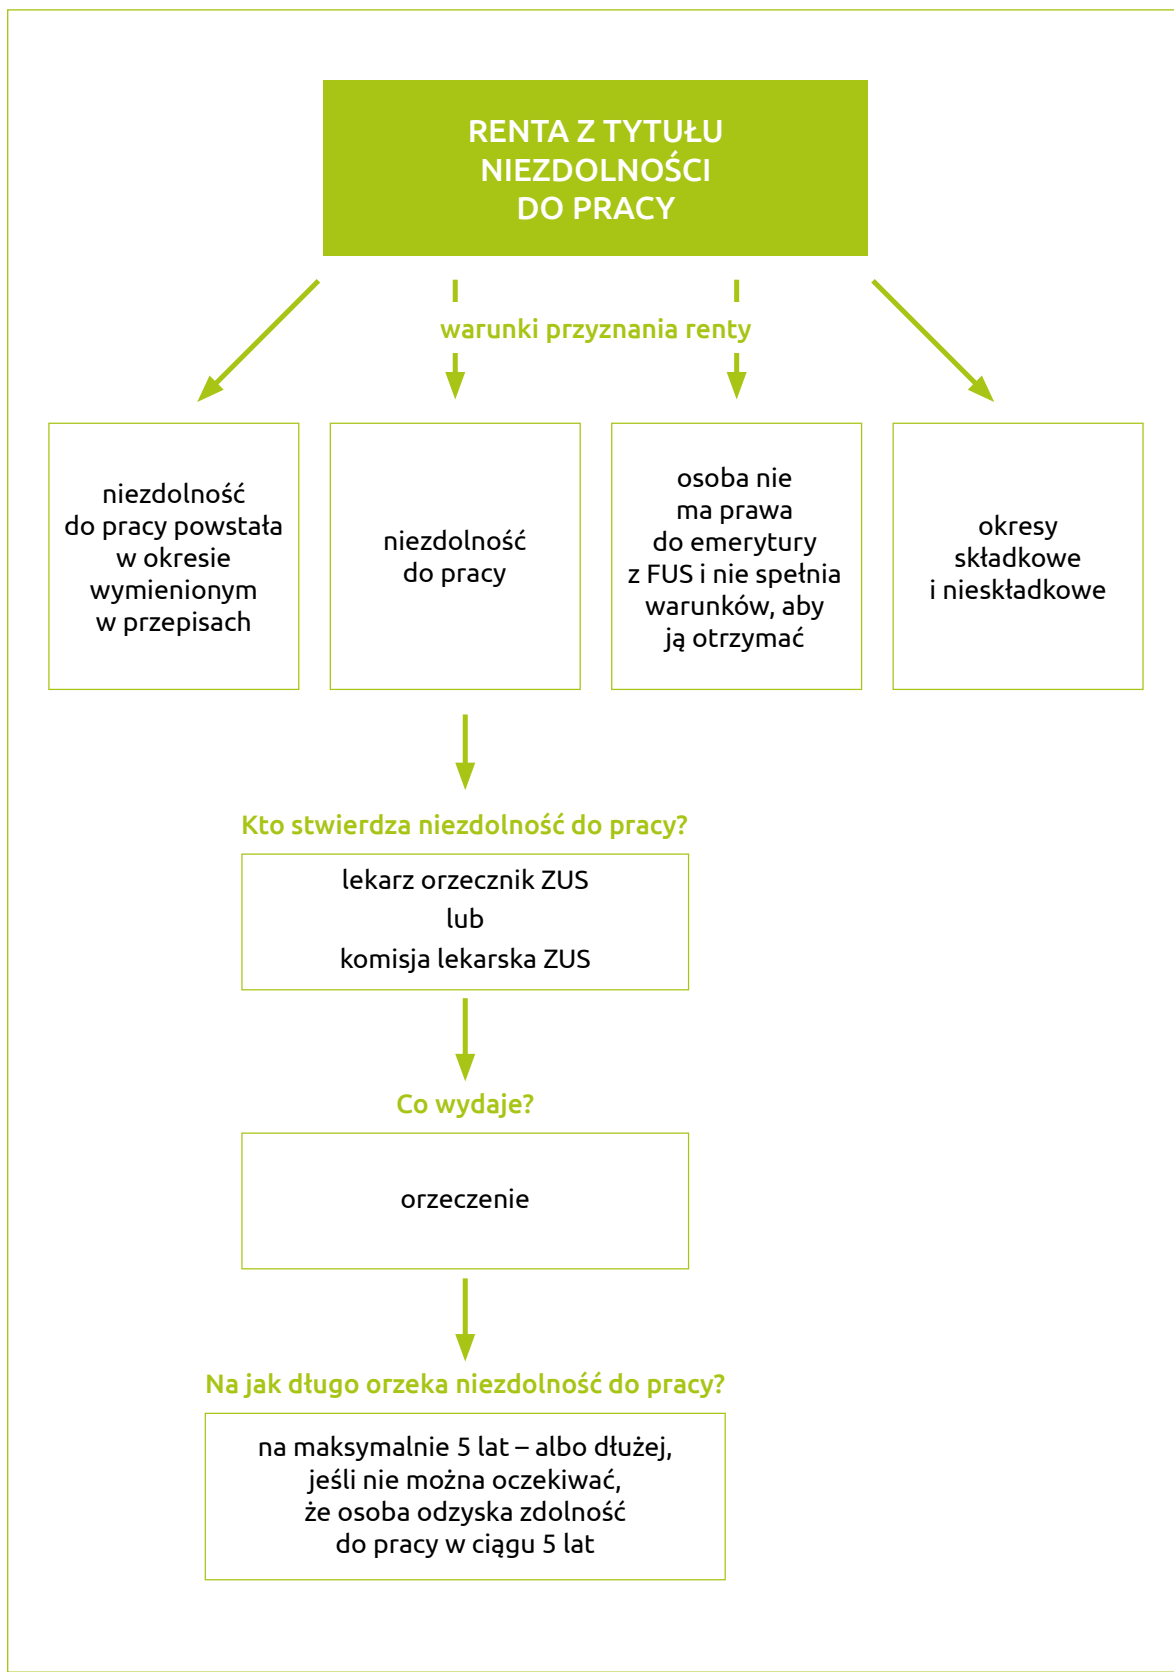 RENTA Z TYTUŁU
NIEZDOLNOŚCI
DO PRACY
warunki przyznania renty
niezdolność
do pracy powstała
w okresie
wymienionym
w przepisach
niezdolność
do pracy
osoba nie
ma prawa
do emerytury
z FUS i nie spełnia
warunków, aby
ją otrzymać
okresy
składkowe
i nieskładkowe
Kto stwierdza niezdolność do pracy?
lekarz orzecznik ZUS
lub
komisja lekarska ZUS
Co wydaje?
orzeczenie
Na jak długo orzeka niezdolność do pracy?
na maksymalnie 5 lat – albo dłużej,
jeśli nie można oczekiwać,
że osoba odzyska zdolność
do pracy w ciągu 5 lat